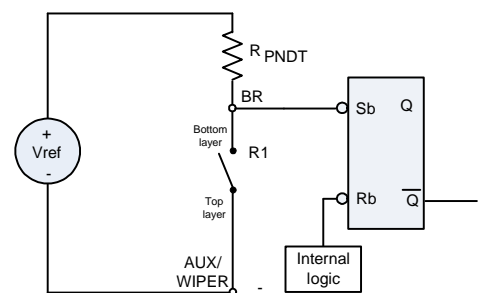 R PNDT
BR
Bottom
layer
R1
Top
layer
+
Vref
-
AUX/
WIPER
-
Sb
Q
Rb
Q̅
Internal
logic